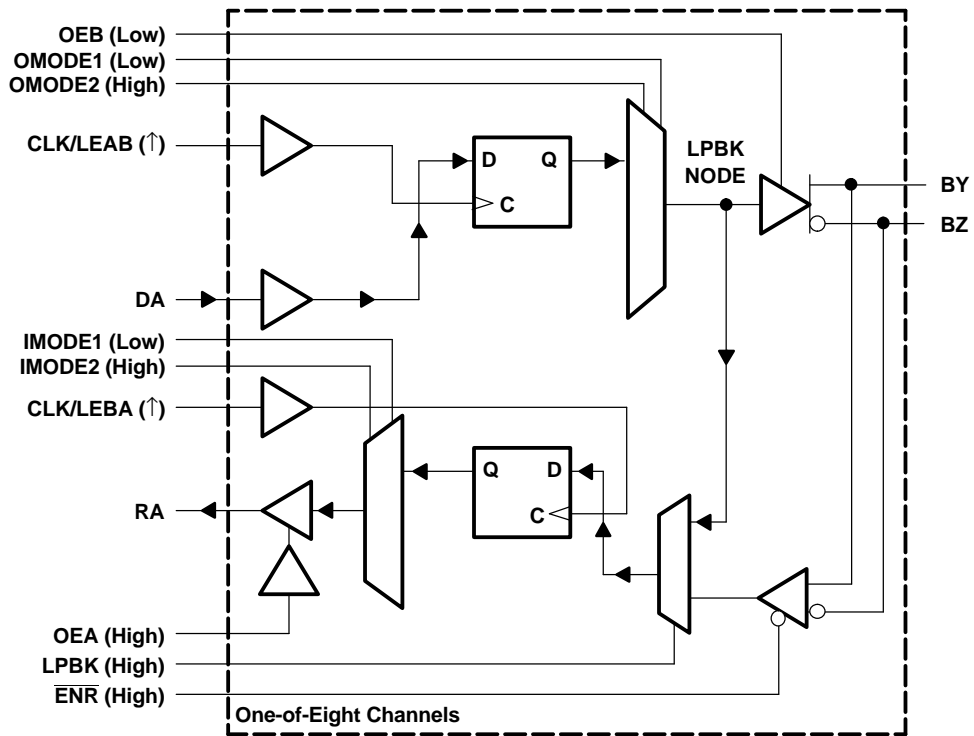 OEB (Low)
OMODE1 (Low)
OMODE2 (High)
CLK/LEAB (↑)
D Q
C
LPBK
NODE
BY
BZ
DA
IMODE1 (Low)
IMODE2 (High)
CLK/LEBA (↑)
Q D
C
RA
OEA (High)
LPBK (High)
E̅N̅R̅ (High)
One-of-Eight Channels